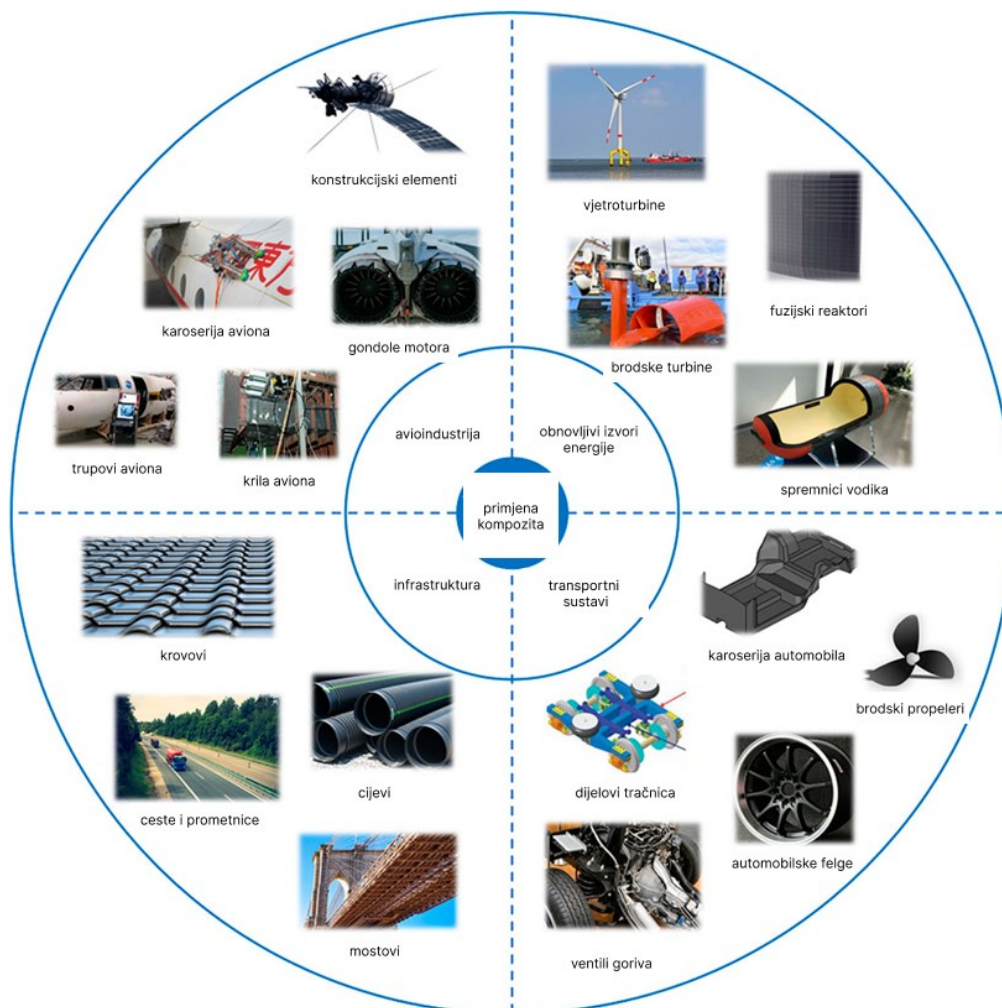 konstrukcijski elementi
karoserija aviona
gondole motora
trupovi aviona
krila aviona
avioindustrija
vjetroturbine
fuzijski reaktori
brodske turbine
spremnici vodika
obnovljivi izvori
energije
primjena
kompozita
infrastruktura
transportni
sustavi
krovovi
cijevi
ceste i prometnice
mostovi
karoserija automobila
brodski propeleri
dijelovi tračnica
automobilske felge
ventili goriva